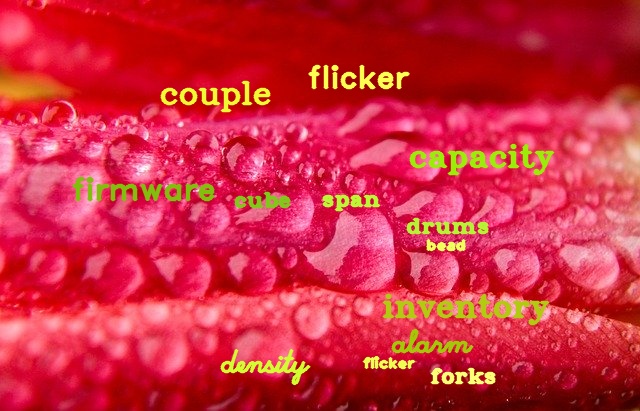 flicker
couple
capacity
firmware cube span
drums
bead
inventory
alarm
density flicker
forks